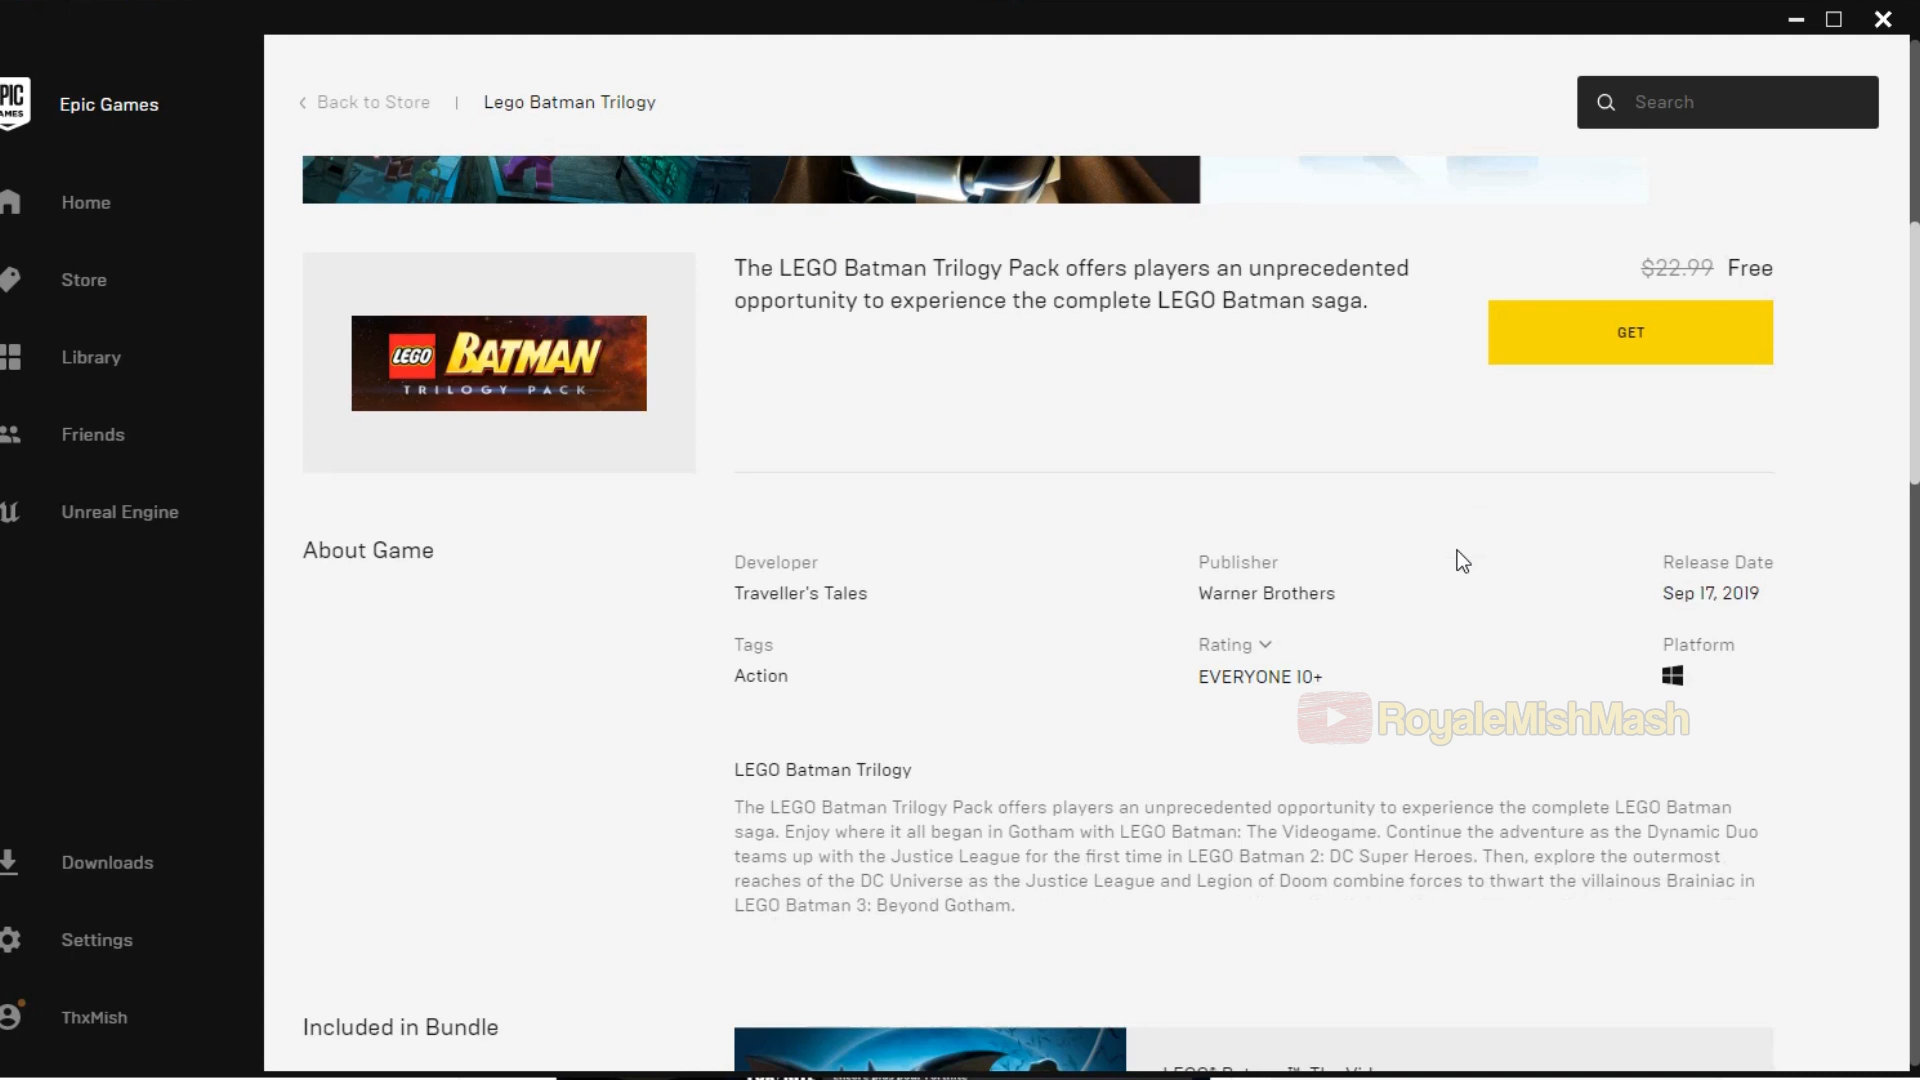 EPIC
GAMES
Epic Games
Home
Store
Library
Friends
Unreal Engine
Downloads
Settings
ThxMish
Back to Store | Lego Batman Trilogy
Search
LEGO BATMAN
TRILOGY PACK
The LEGO Batman Trilogy Pack offers players an unprecedented
opportunity to experience the complete LEGO Batman saga.
$22.99 Free
GET
About Game
Developer
Traveller's Tales
Publisher
Warner Brothers
Release Date
Sep 17, 2019
Tags
Action
Rating
EVERYONE 10+
Platform
RoyaleMishMash
LEGO Batman Trilogy
The LEGO Batman Trilogy Pack offers players an unprecedented opportunity to experience the complete LEGO Batman
saga. Enjoy where it all began in Gotham with LEGO Batman: The Videogame. Continue the adventure as the Dynamic Duo
teams up with the Justice League for the first time in LEGO Batman 2: DC Super Heroes. Then, explore the outermost
reaches of the DC Universe as the Justice League and Legion of Doom combine forces to thwart the villainous Brainiac in
LEGO Batman 3: Beyond Gotham.
Included in Bundle